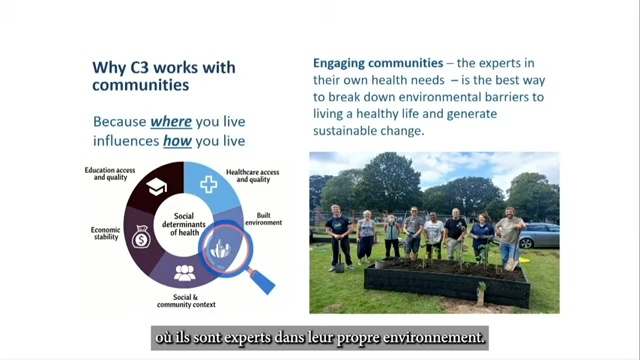 Why C3 works with
communities
Because where you live
influences how you live
Engaging communities – the experts in
their own health needs – is the best way
to break down environmental barriers to
living a healthy life and generate
sustainable change.
Education access
and quality
Healthcare access
and quality
Economic
stability
Social
determinants
of health
Built
environment
Social &
community context
où ils sont experts dans leur propre environnement.